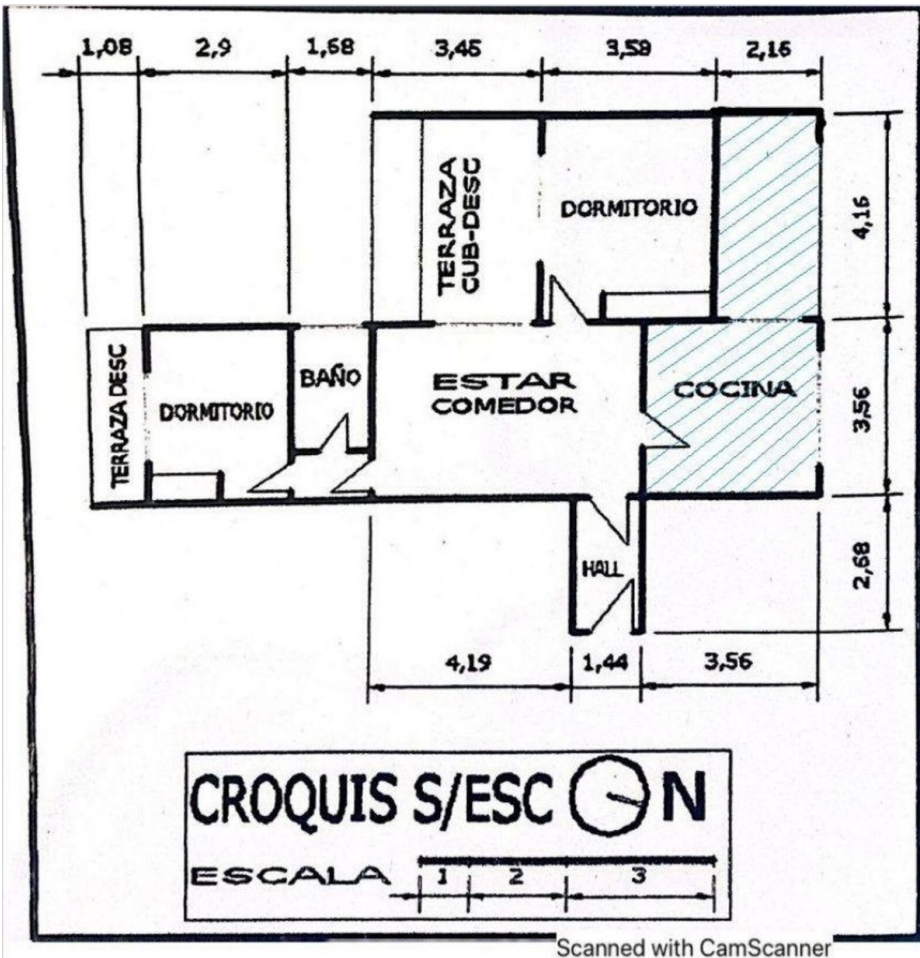 1,08 2,9 1,68 3,45 3,59 2,16
TERRAZA
CUB-DESC
DORMITORIO
4,16
TERRAZA DESC
DORMITORIO
BAÑO
ESTAR
COMEDOR
COCINA
3,56
HALL
2,68
4,19 1,44 3,56
CROQUIS S/ESC N
ESCALA 1 2 3
Scanned with CamScanner